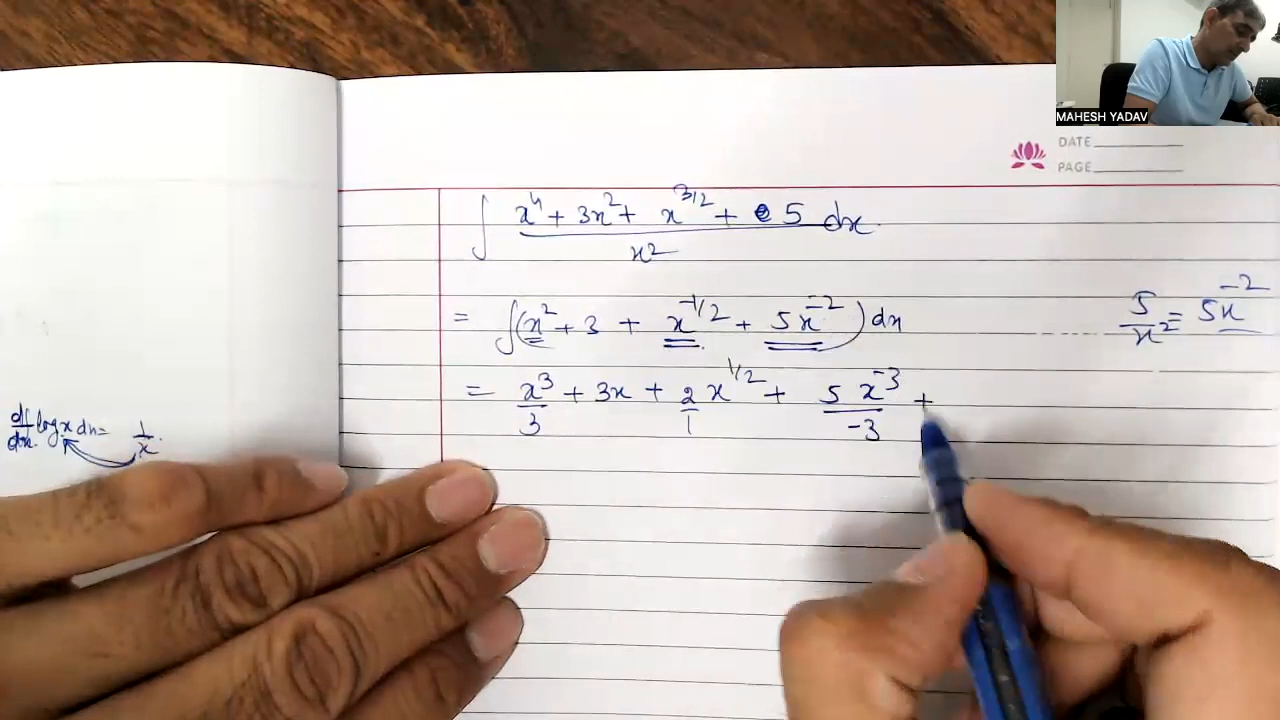 MAHESH YADAV
DATE
PAGE
∫ (x⁴ + 3x² + x^{3/2} + 5)/x² dx
= ∫(x² + 3 + x^{-1/2} + 5x^{-2}) dx
5/x² = 5x^{-2}
= x³/3 + 3x + 2/1 x^{1/2} + 5x^{-3}/-3 +
d/dx log x dx = 1/x.